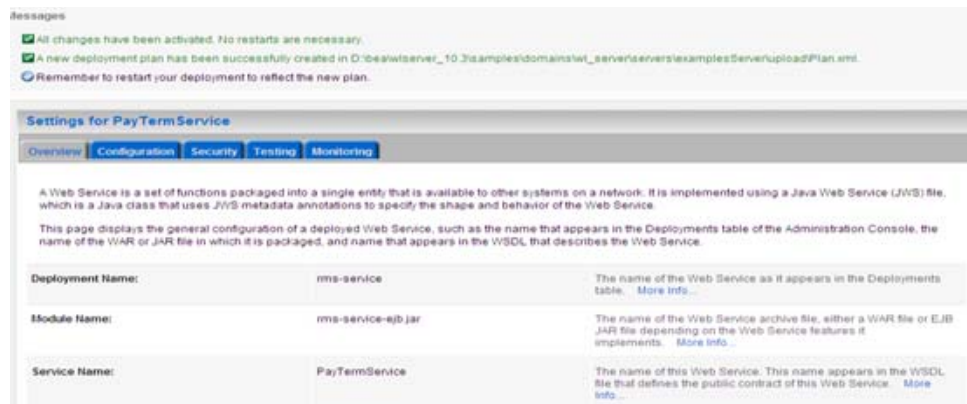 Messages
All changes have been activated. No restarts are necessary.
A new deployment plan has been successfully created in D:\bea\wlserver_10.3\samples\domains\wl_server\servers\examplesServer\upload\Plan.xml.
Remember to restart your deployment to reflect the new plan.
Settings for PayTermService
Overview Configuration Security Testing Monitoring
A Web Service is a set of functions packaged into a single entity that is available to other systems on a network. It is implemented using a Java Web Service (JWS) file,
which is a Java class that uses JWS metadata annotations to specify the shape and behavior of the Web Service.
This page displays the general configuration of a deployed Web Service, such as the name that appears in the Deployments table of the Administration Console, the
name of the WAR or JAR file in which it is packaged, and name that appears in the WSDL that describes the Web Service.
Deployment Name: rms-service The name of the Web Service as it appears in the Deployments
table. More Info...
Module Name: rms-service-ejb.jar The name of the Web Service archive file, either a WAR file or EJB
JAR file depending on the Web Service features it
implements. More Info...
Service Name: PayTermService The name of this Web Service. This name appears in the WSDL
file that defines the public contract of this Web Service. More
Info...